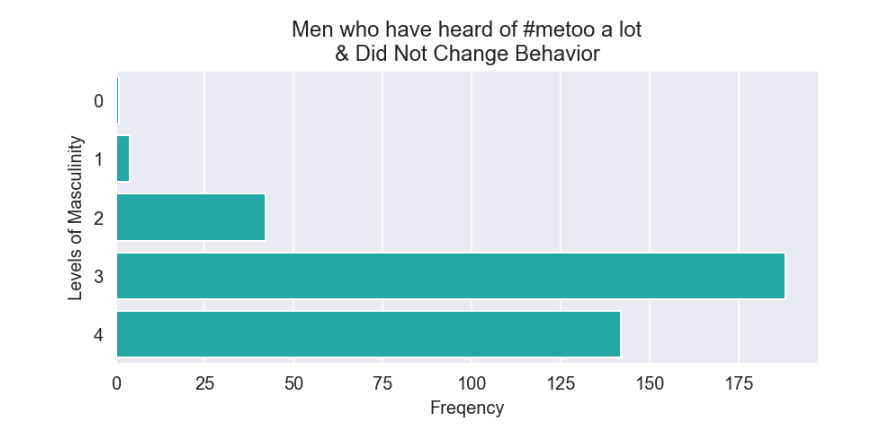 Men who have heard of #metoo a lot
& Did Not Change Behavior
Levels of Masculinity
0
1
2
3
4
0 25 50 75 100 125 150 175
Freqency